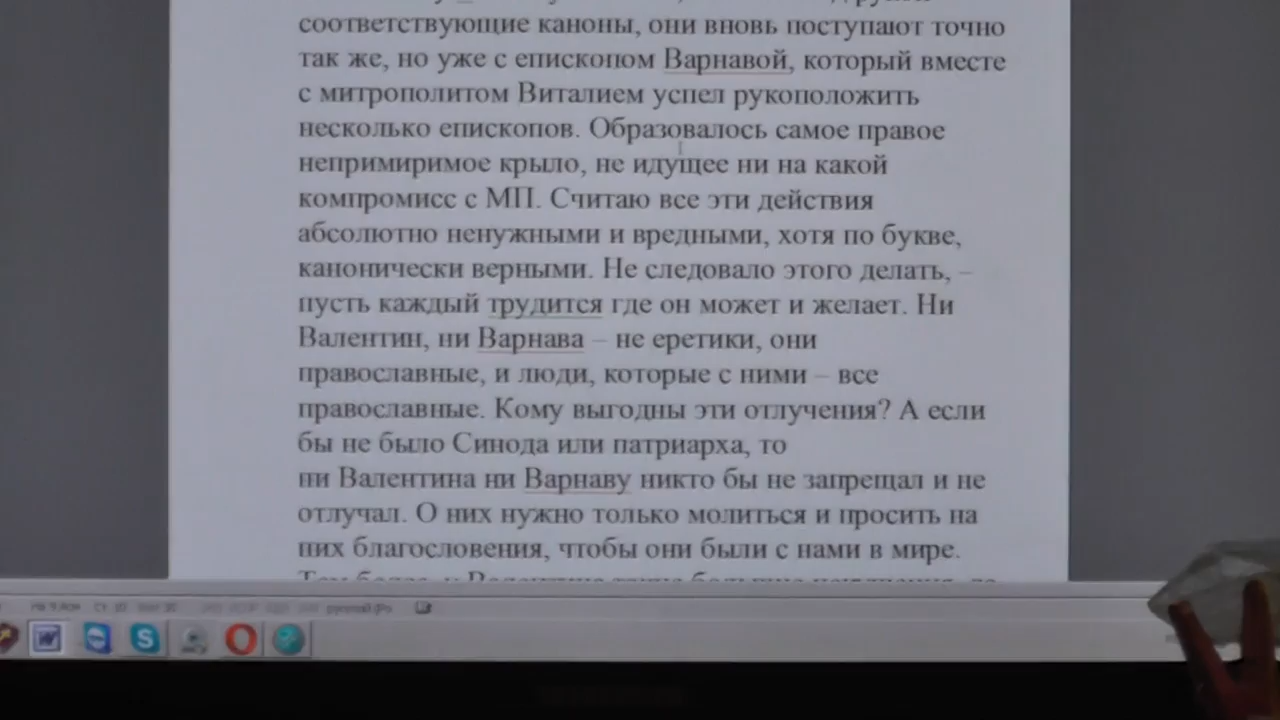 соответствующие каноны, они вновь поступают точно
так же, но уже с епископом Варнавой, который вместе
с митрополитом Виталием успел рукоположить
несколько епископов. Образовалось самое правое
непримиримое крыло, не идущее ни на какой
компромисс с МП. Считаю все эти действия
абсолютно ненужными и вредными, хотя по букве,
канонически верными. Не следовало этого делать, –
пусть каждый трудится где он может и желает. Ни
Валентин, ни Варнава – не еретики, они
православные, и люди, которые с ними – все
православные. Кому выгодны эти отлучения? А если
бы не было Синода или патриарха, то
ни Валентина ни Варнаву никто бы не запрещал и не
отлучал. О них нужно только молиться и просить на
них благословения, чтобы они были с нами в мире.